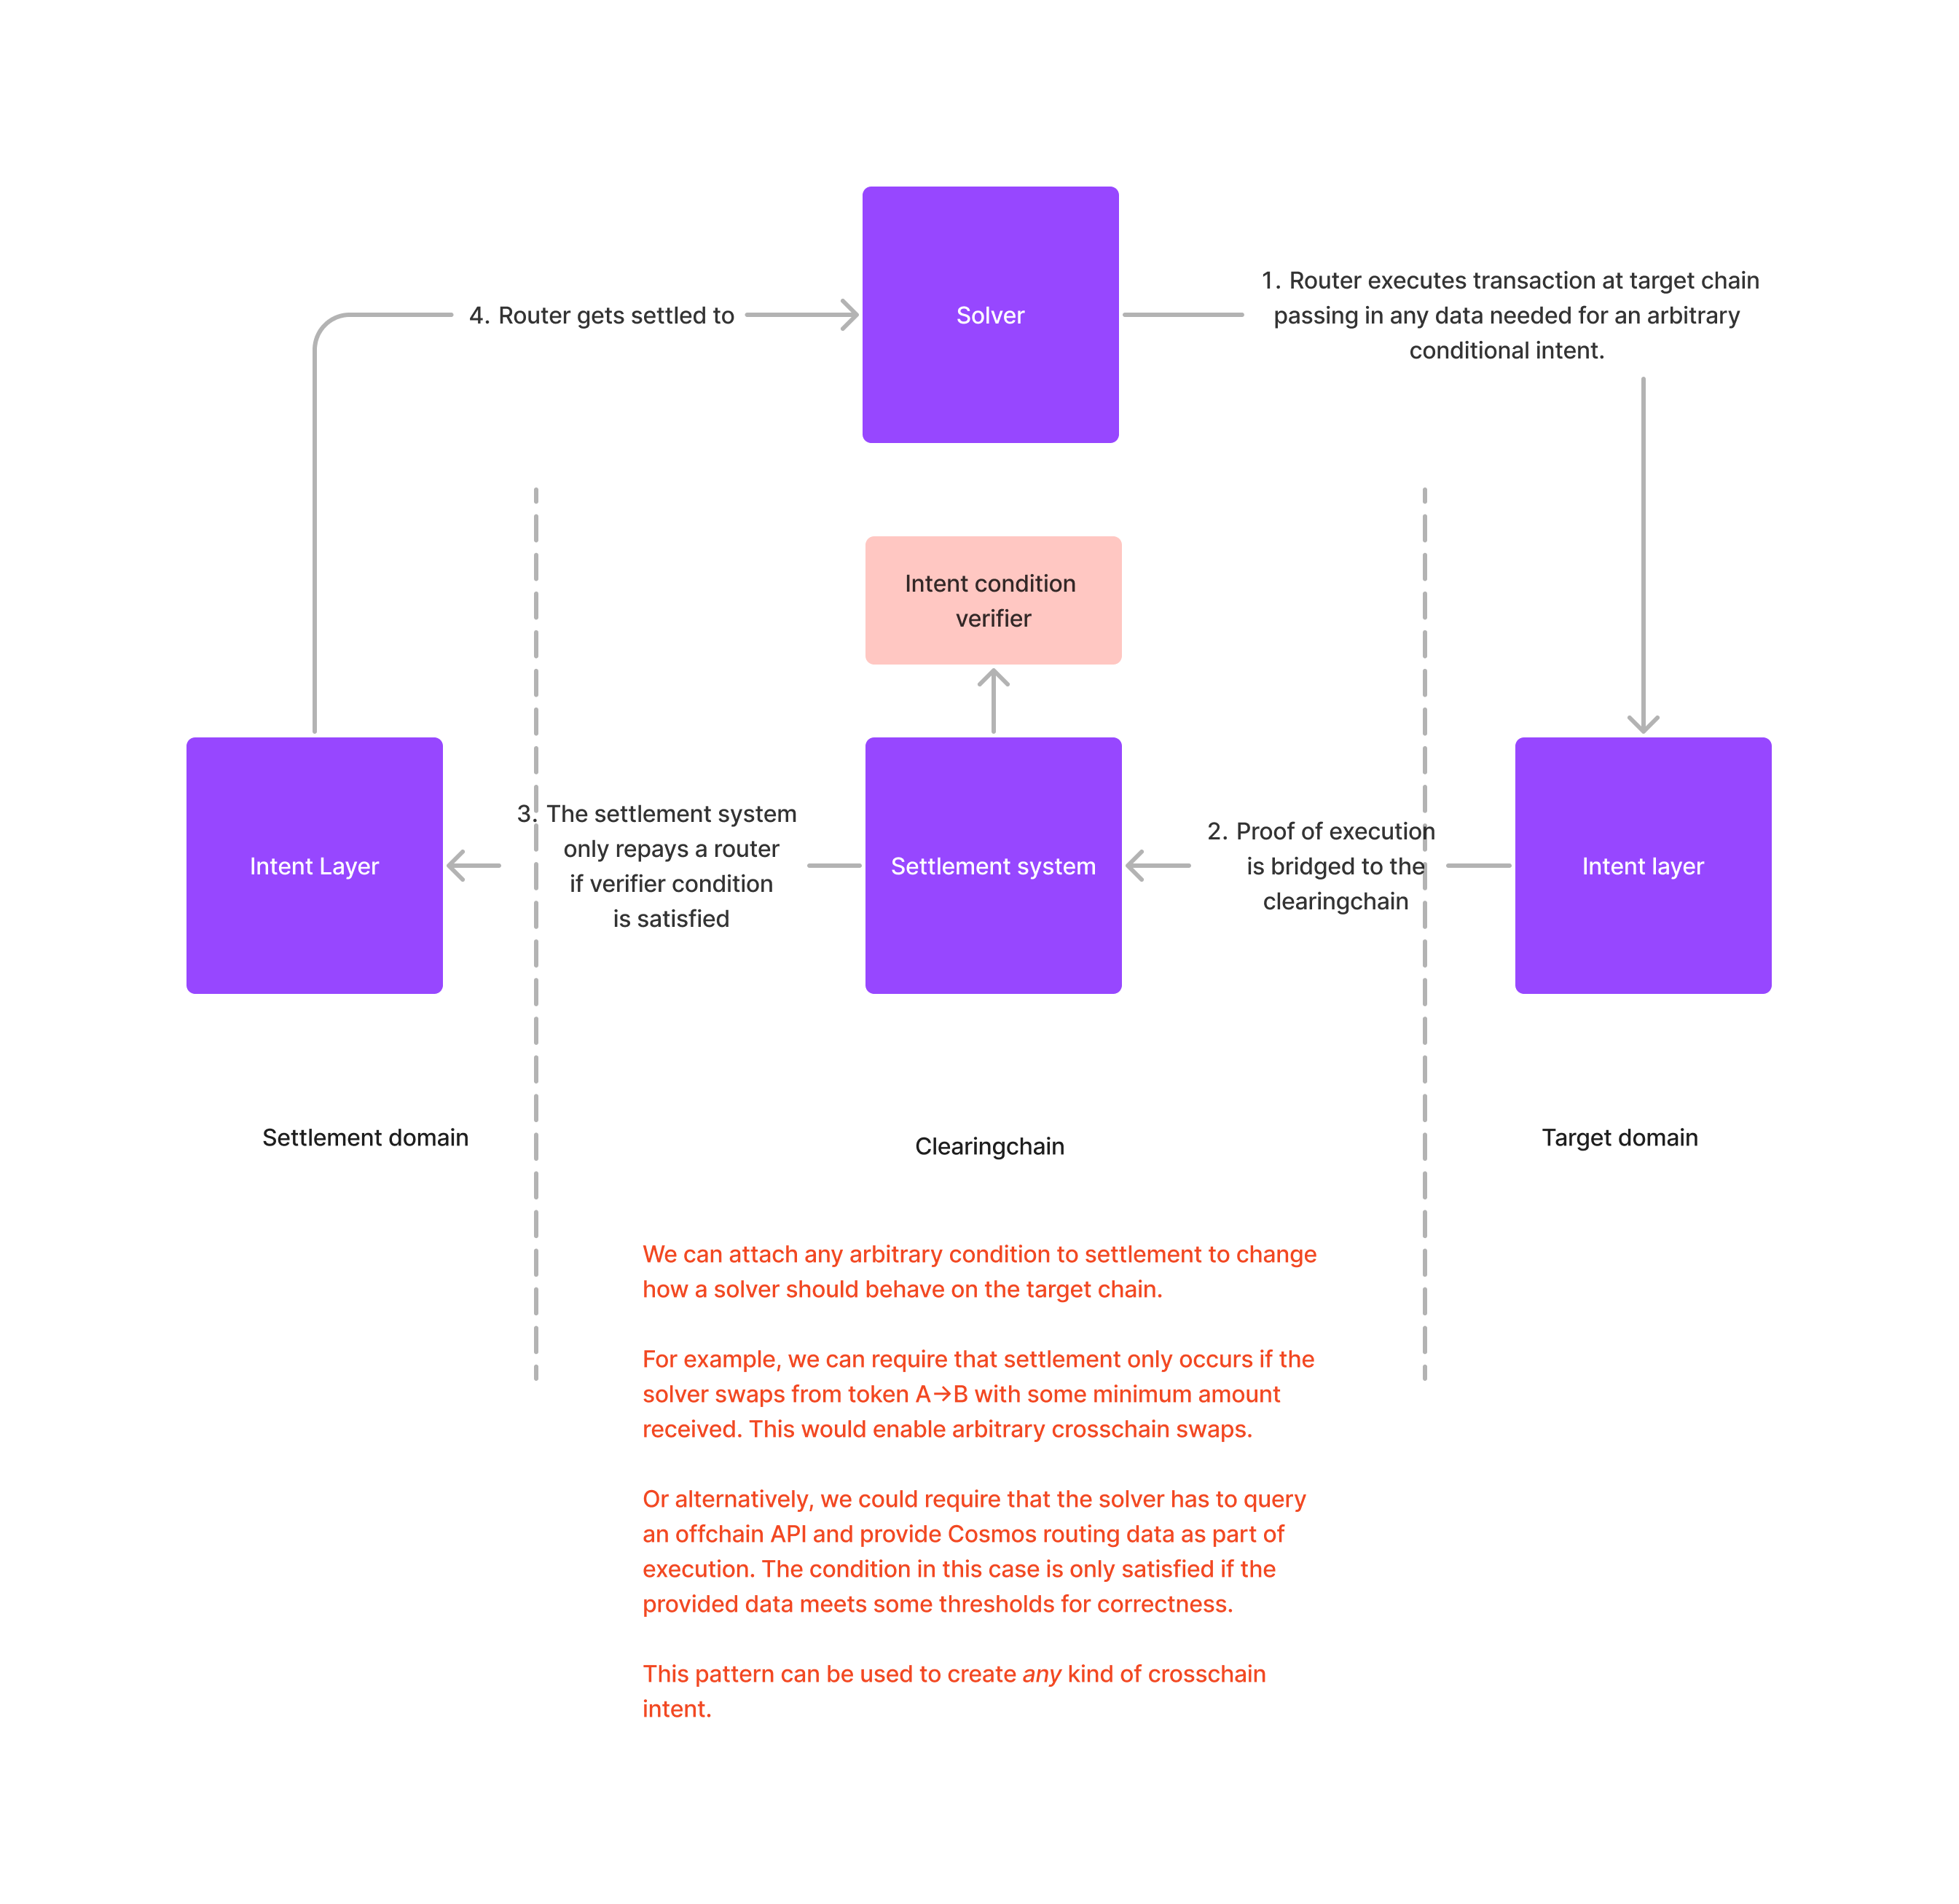 Solver
1. Router executes transaction at target chain
passing in any data needed for an arbitrary
conditional intent.
4. Router gets settled to
Intent condition
verifier
Intent Layer
3. The settlement system
only repays a router
if verifier condition
is satisfied
Settlement system
2. Proof of execution
is bridged to the
clearingchain
Intent layer
Settlement domain
Clearingchain
Target domain
We can attach any arbitrary condition to settlement to change
how a solver should behave on the target chain.
For example, we can require that settlement only occurs if the
solver swaps from token A→B with some minimum amount
received. This would enable arbitrary crosschain swaps.
Or alternatively, we could require that the solver has to query
an offchain API and provide Cosmos routing data as part of
execution. The condition in this case is only satisfied if the
provided data meets some thresholds for correctness.
This pattern can be used to create any kind of crosschain
intent.